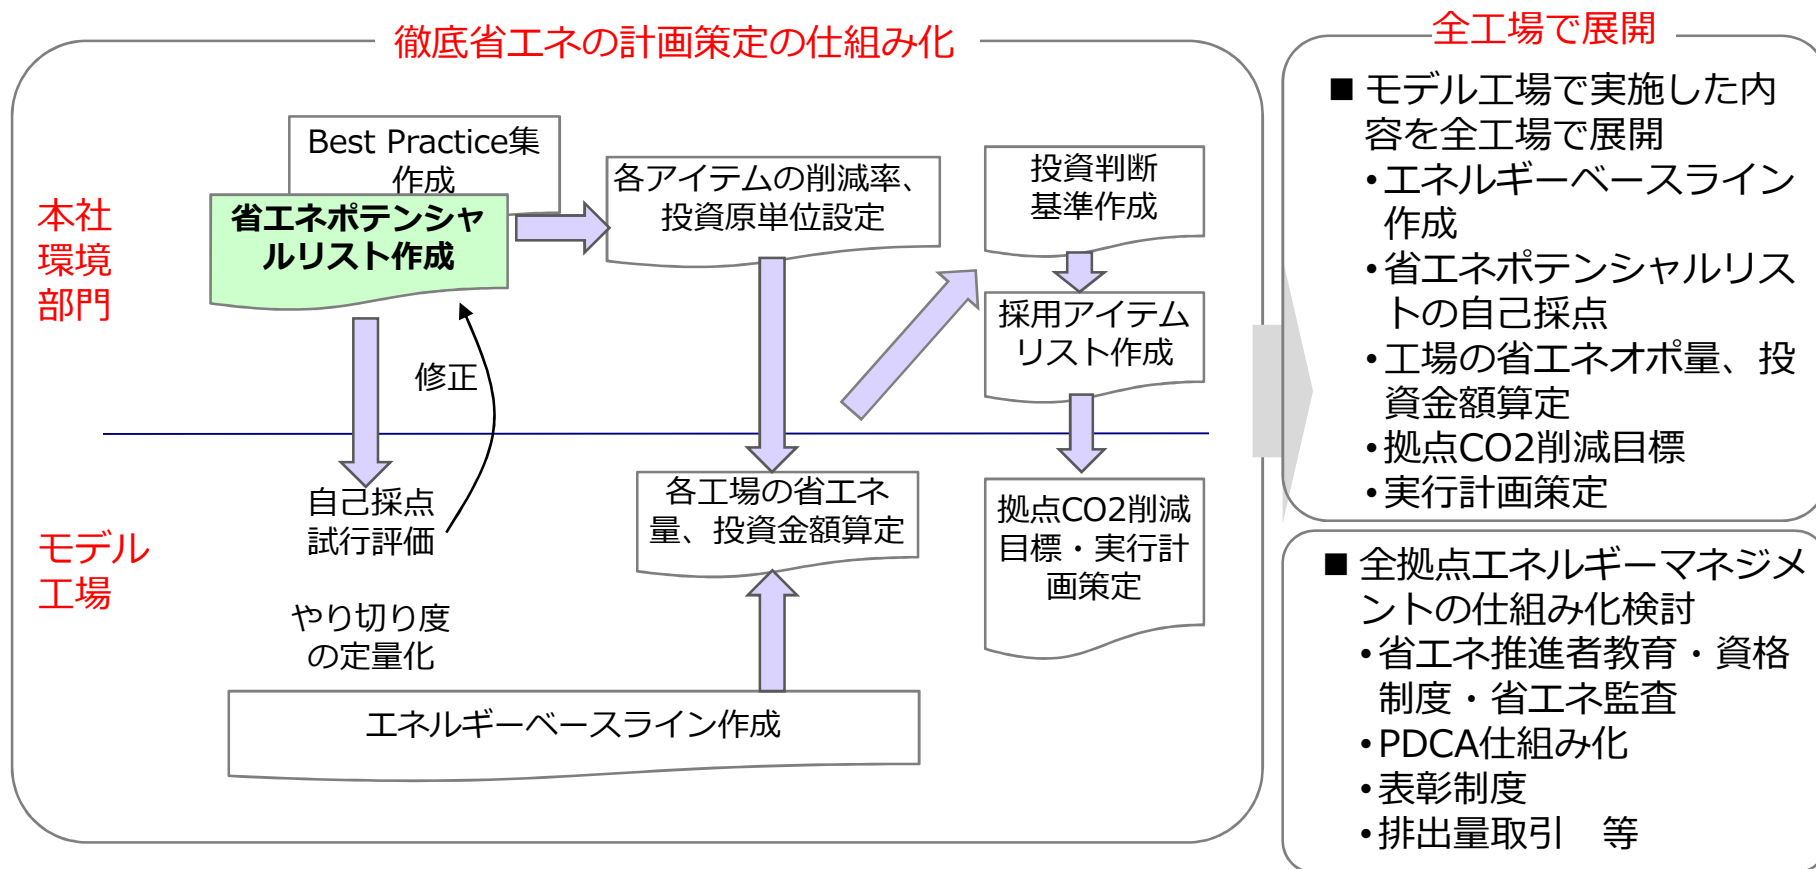 徹底省エネの計画策定の仕組み化
本社
環境
部門
Best Practice集
作成
省エネポテンシャ
ルリスト作成
各アイテムの削減率、
投資原単位設定
投資判断
基準作成
採用アイテム
リスト作成
修正
モデル
工場
自己採点
試行評価
やり切り度
の定量化
各工場の省エネ
量、投資金額算定
拠点CO2削減
目標・実行計
画策定
エネルギーベースライン作成
全工場で展開
■ モデル工場で実施した内
容を全工場で展開
•エネルギーベースライン
作成
•省エネポテンシャルリス
トの自己採点
•工場の省エネオポ量、投
資金額算定
•拠点CO2削減目標
•実行計画策定
■ 全拠点エネルギーマネジメ
ントの仕組み化検討
•省エネ推進者教育・資格
制度・省エネ監査
•PDCA仕組み化
•表彰制度
•排出量取引　等